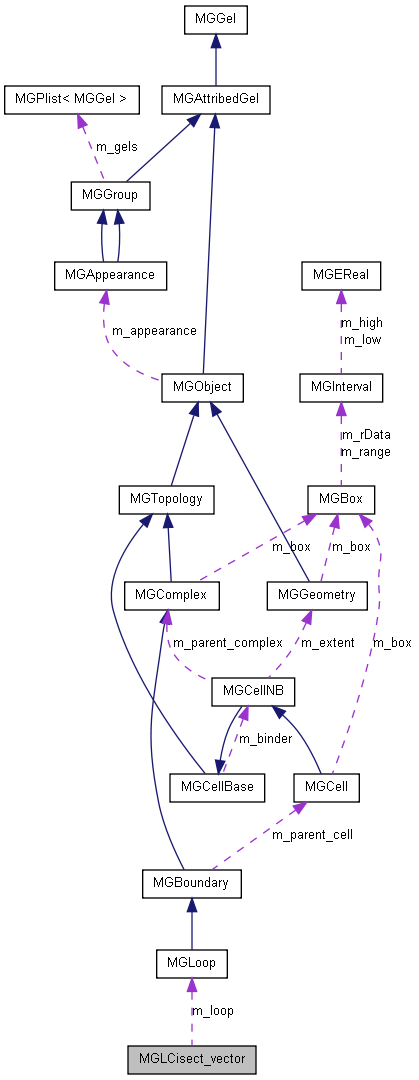 MGGel
MGPlist< MGGel >
MGAttribedGel
m_gels
MGGroup
MGAppearance
MGEReal
m_appearance
m_high
m_low
MGObject
MGInterval
m_rData
m_range
MGTopology
MGBox
m_box
m_box
MGComplex
MGGeometry
m_parent_complex
m_extent
m_box
MGCellNB
m_binder
MGCellBase
MGCell
m_parent_cell
MGBoundary
MGLoop
m_loop
MGLCisect_vector